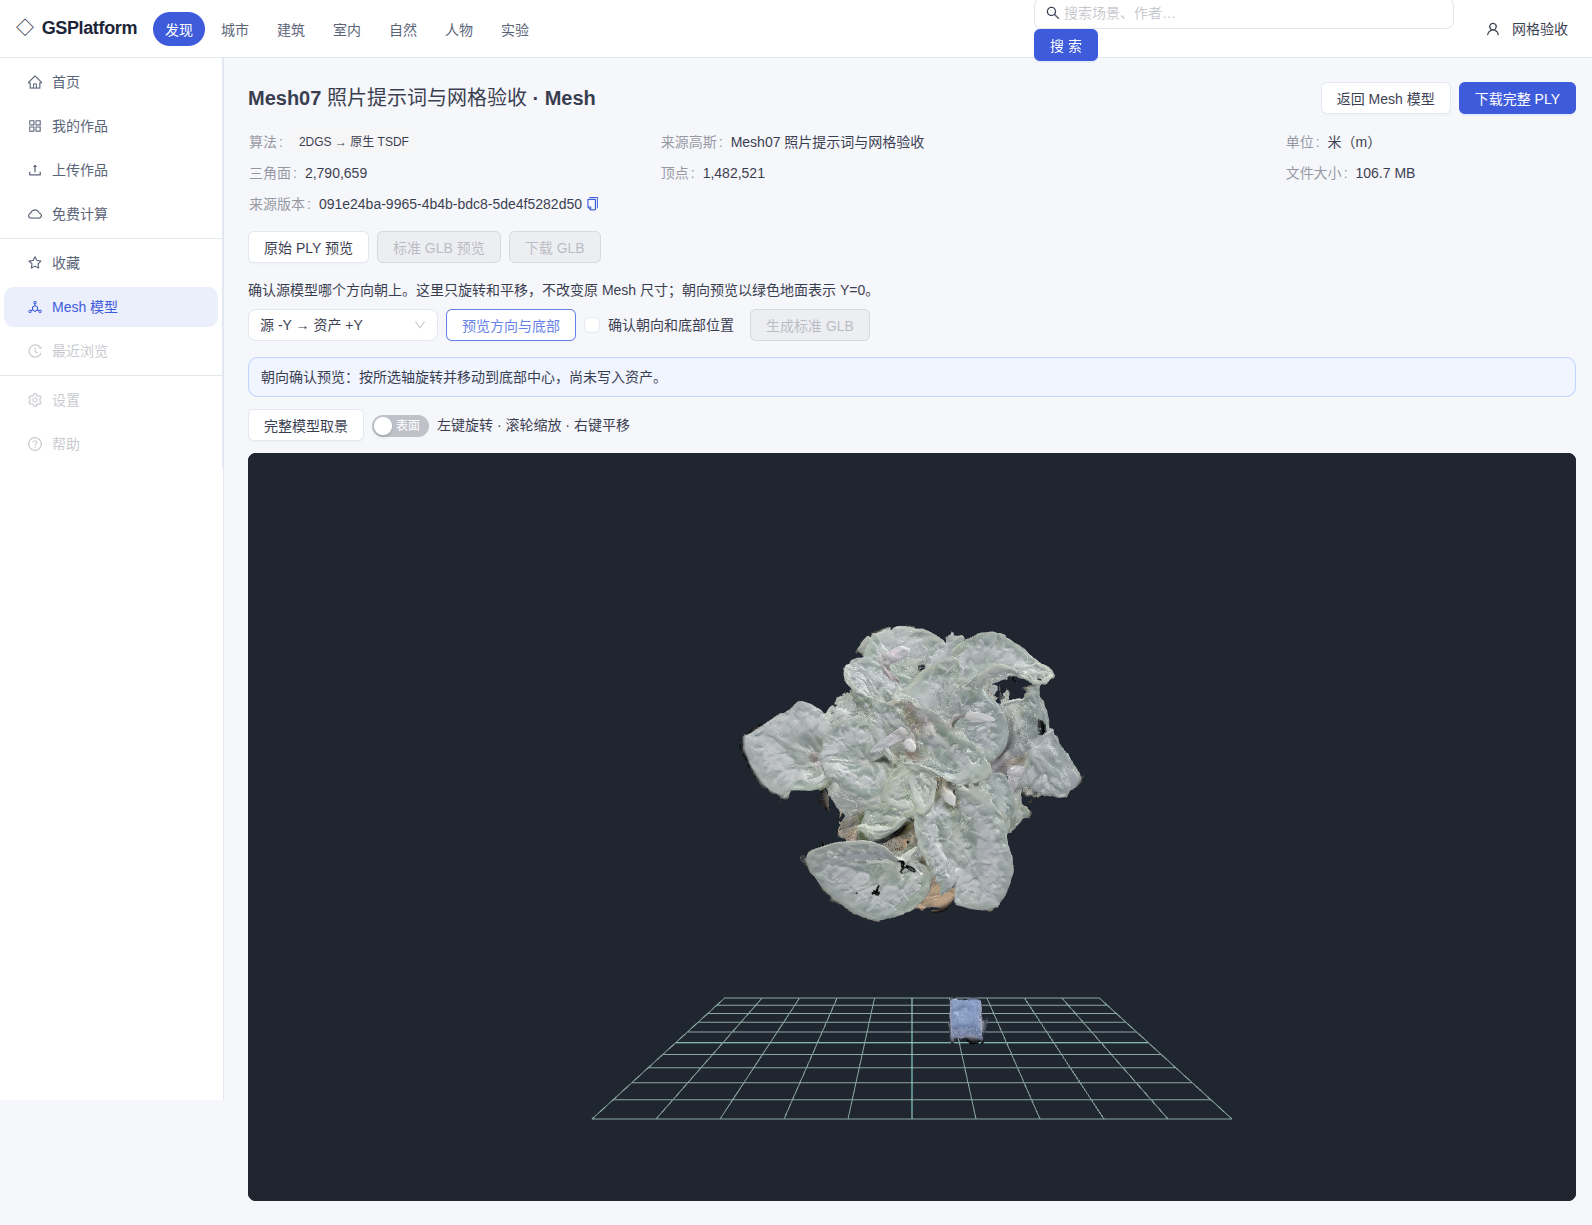 GSPlatform
发现
城市
建筑
室内
自然
人物
实验
搜索场景、作者…
搜 索
网格验收
首页
我的作品
上传作品
免费计算
收藏
Mesh 模型
最近浏览
设置
帮助
Mesh07 照片提示词与网格验收 · Mesh
返回 Mesh 模型
下载完整 PLY
算法： 2DGS → 原生 TSDF
来源高斯：Mesh07 照片提示词与网格验收
单位：米（m）
三角面：2,790,659
顶点：1,482,521
文件大小：106.7 MB
来源版本：091e24ba-9965-4b4b-bdc8-5de4f5282d50
原始 PLY 预览
标准 GLB 预览
下载 GLB
确认源模型哪个方向朝上。这里只旋转和平移，不改变原 Mesh 尺寸；朝向预览以绿色地面表示 Y=0。
源 -Y → 资产 +Y
预览方向与底部
确认朝向和底部位置
生成标准 GLB
朝向确认预览：按所选轴旋转并移动到底部中心，尚未写入资产。
完整模型取景
表面
左键旋转 · 滚轮缩放 · 右键平移